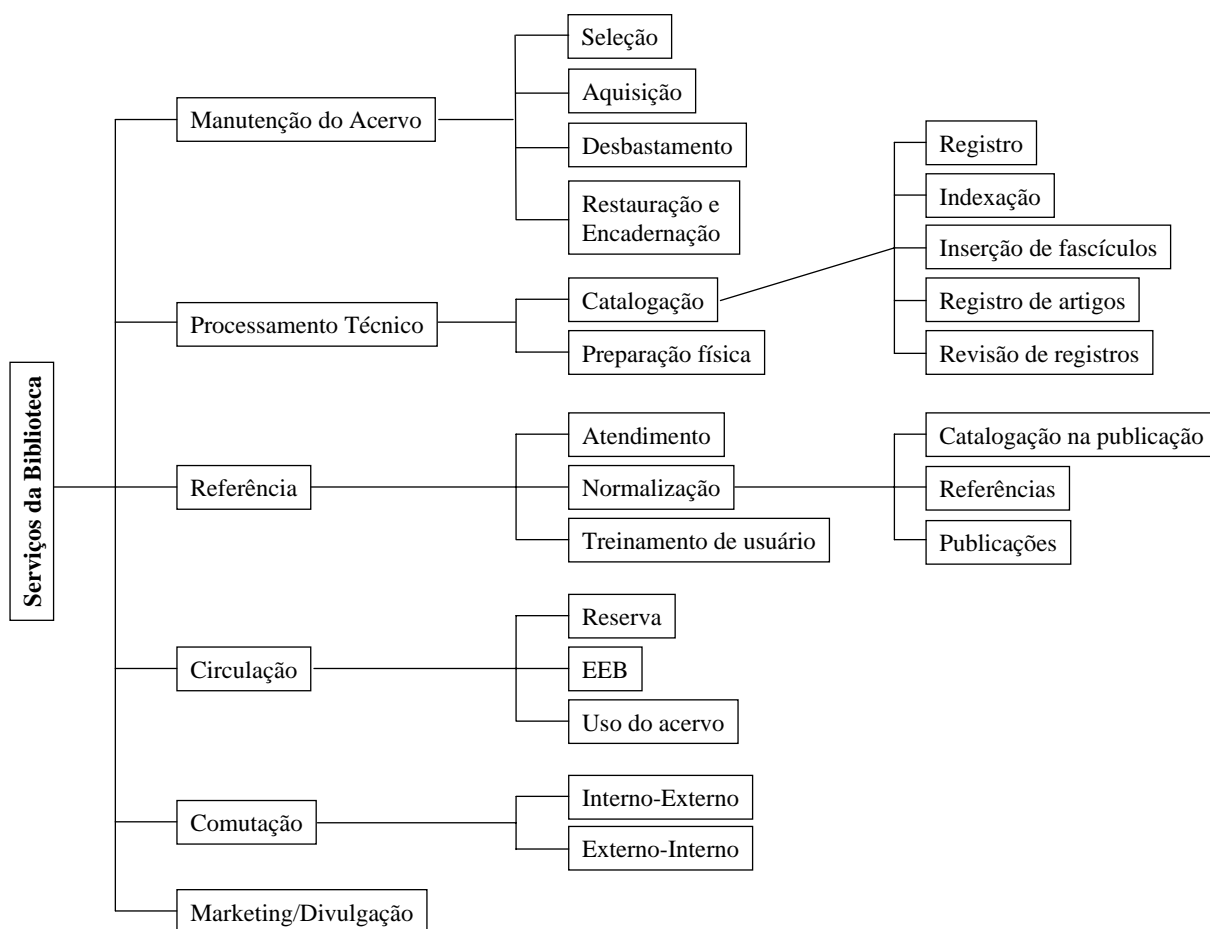 Serviços da Biblioteca
Manutenção do Acervo
Seleção
Aquisição
Desbastamento
Restauração e
Encadernação
Processamento Técnico
Catalogação
Registro
Indexação
Inserção de fascículos
Registro de artigos
Revisão de registros
Preparação física
Referência
Atendimento
Normalização
Catalogação na publicação
Referências
Publicações
Treinamento de usuário
Circulação
Reserva
EEB
Uso do acervo
Comutação
Interno-Externo
Externo-Interno
Marketing/Divulgação